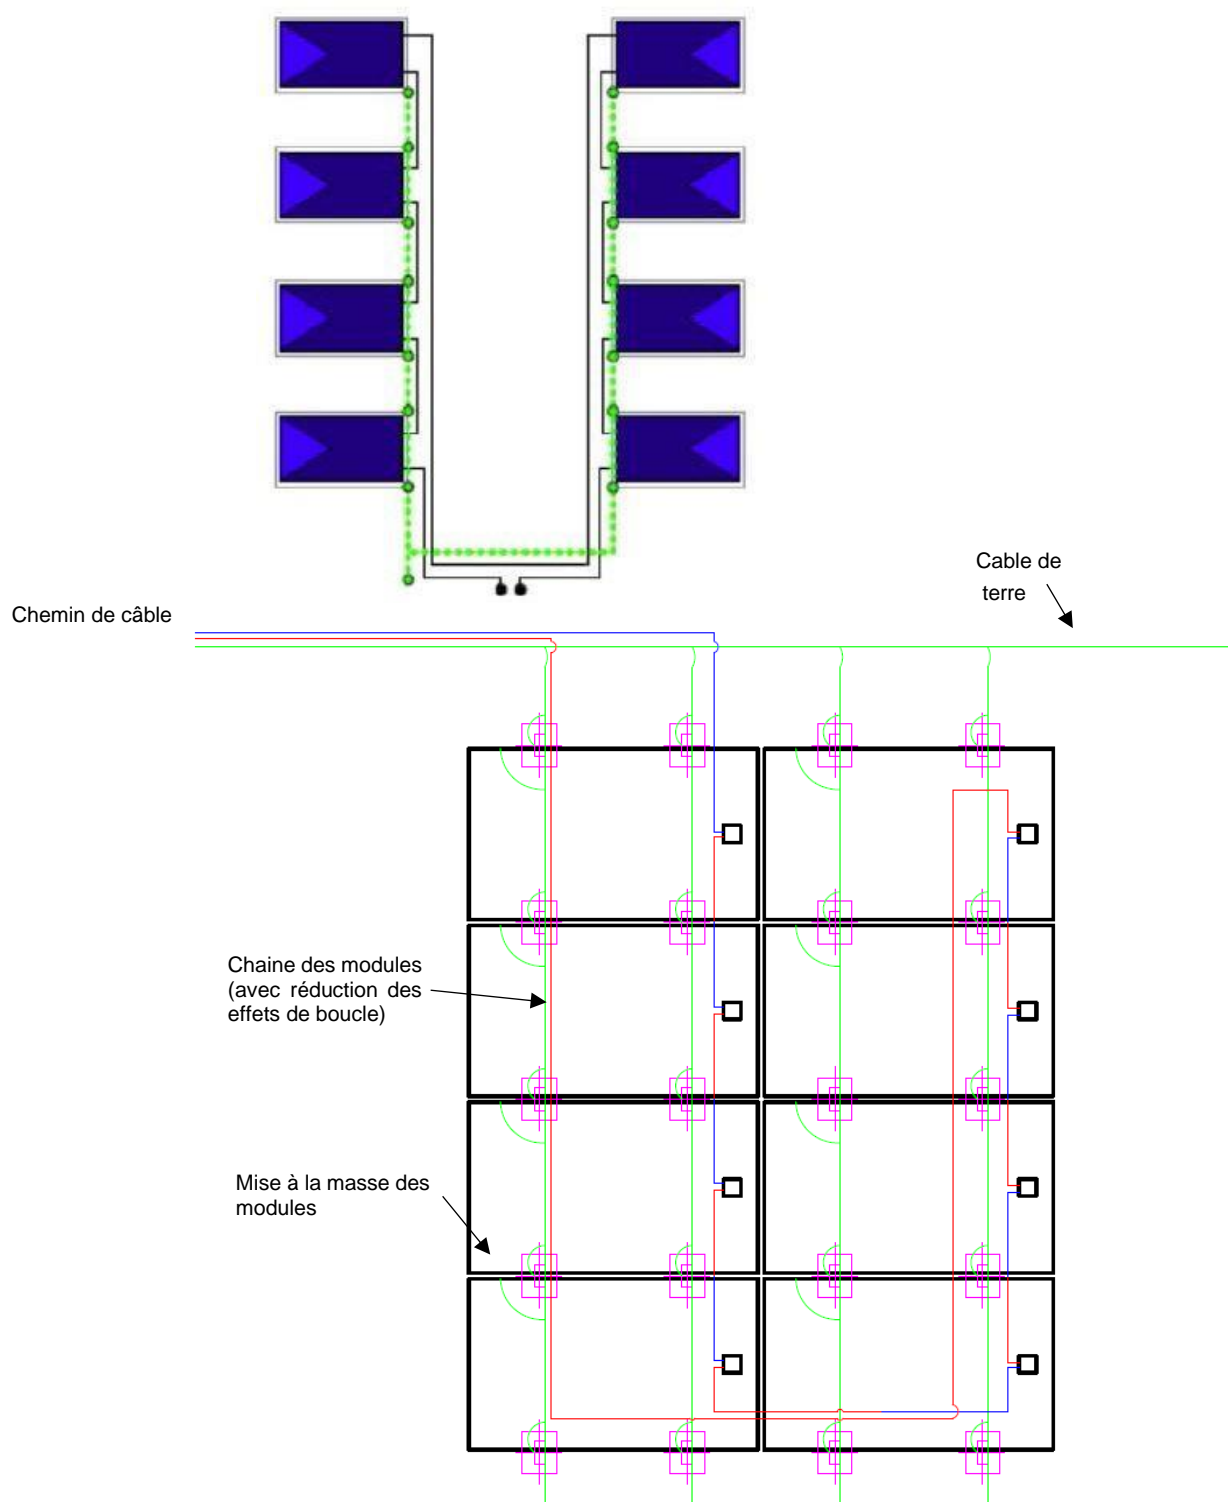 Cable de
terre
Chemin de câble
Chaine des modules
(avec réduction des
effets de boucle)
Mise à la masse des
modules